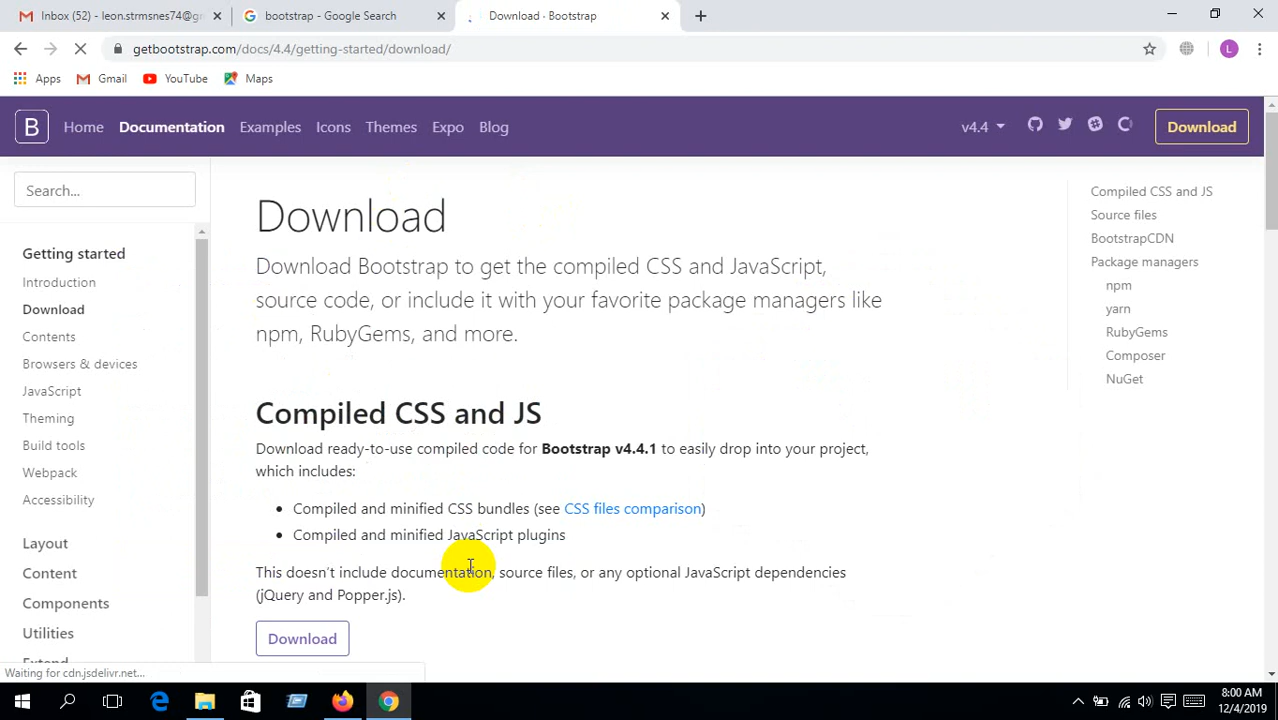 Inbox (52) - leon.strmsnes74@gm
bootstrap - Google Search
Download · Bootstrap
getbootstrap.com/docs/4.4/getting-started/download/
L
Apps
Gmail
YouTube
Maps
B
Home
Documentation
Examples
Icons
Themes
Expo
Blog
v4.4
Download
Search...
Getting started
Introduction
Download
Contents
Browsers & devices
JavaScript
Theming
Build tools
Webpack
Accessibility
Layout
Content
Components
Utilities
Extend
Download
Download Bootstrap to get the compiled CSS and JavaScript,
source code, or include it with your favorite package managers like
npm, RubyGems, and more.
Compiled CSS and JS
Download ready-to-use compiled code for Bootstrap v4.4.1 to easily drop into your project,
which includes:
Compiled and minified CSS bundles (see CSS files comparison)
Compiled and minified JavaScript plugins
This doesn't include documentation, source files, or any optional JavaScript dependencies
(jQuery and Popper.js).
Download
Compiled CSS and JS
Source files
BootstrapCDN
Package managers
npm
yarn
RubyGems
Composer
NuGet
Waiting for cdn.jsdelivr.net...
8:00 AM
12/4/2019